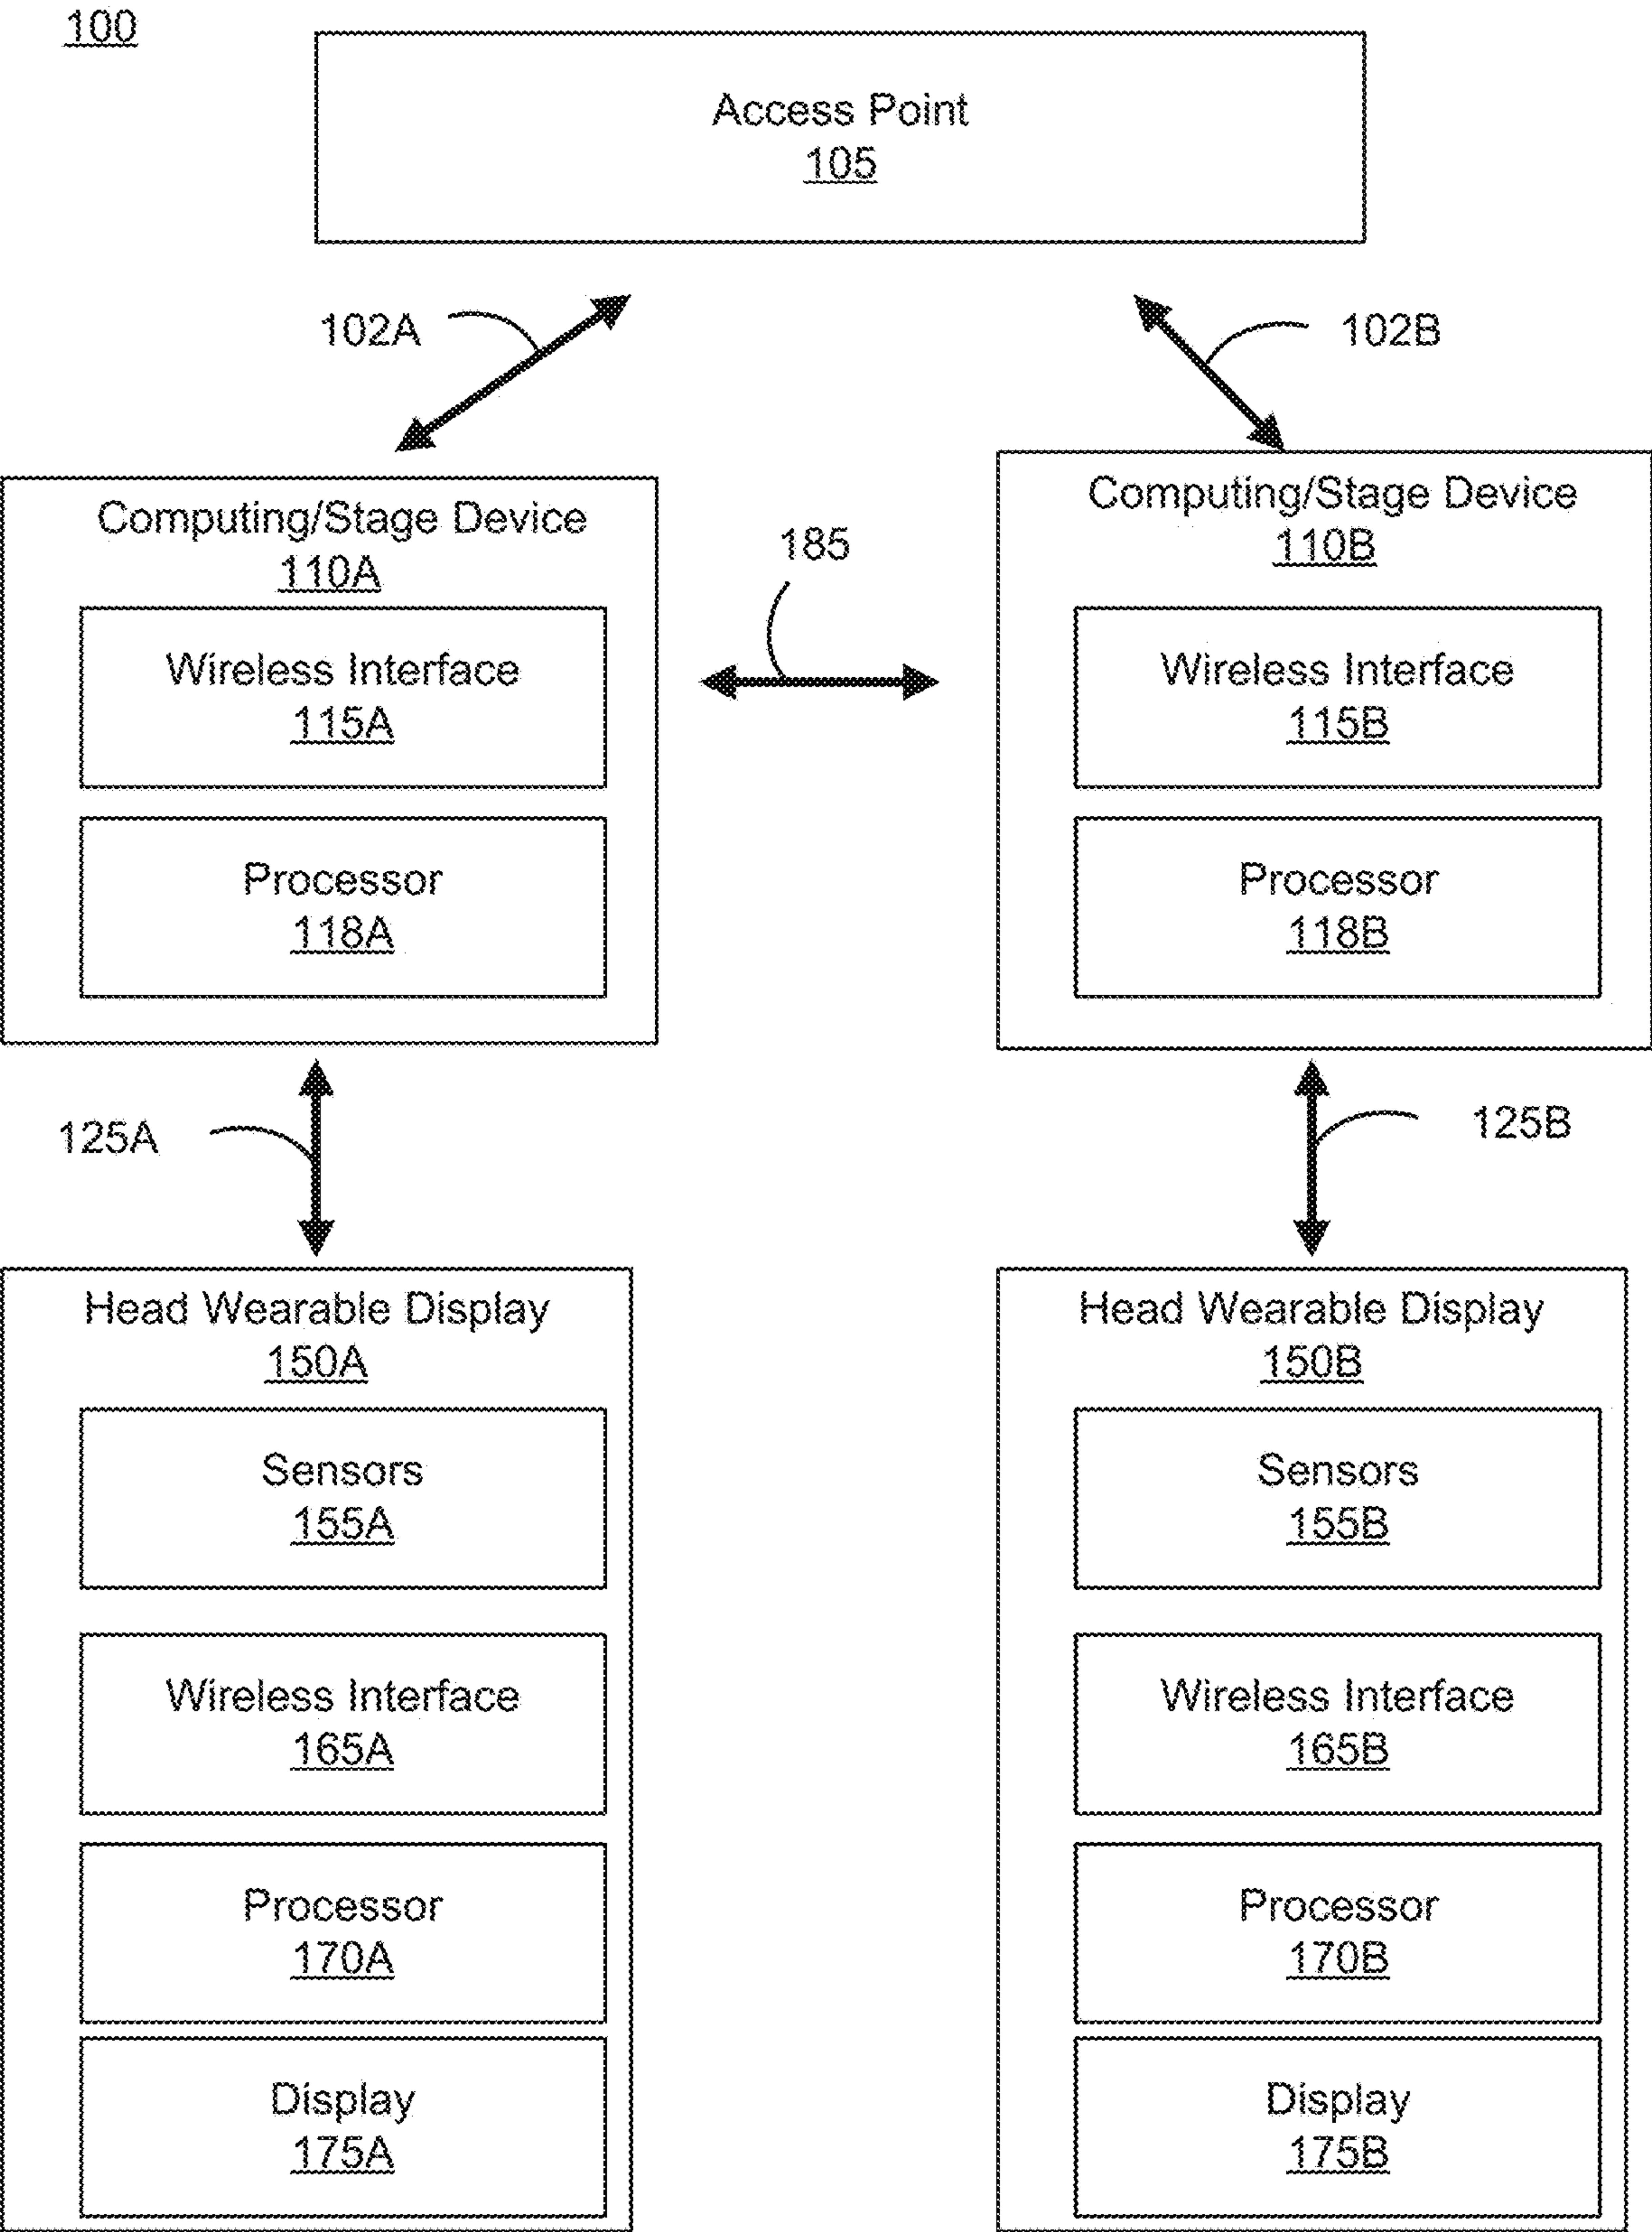 100
Access Point
105
102A
102B
Computing/Stage Device
110A
Wireless Interface
115A
Processor
118A
185
Computing/Stage Device
110B
Wireless Interface
115B
Processor
118B
125A
125B
Head Wearable Display
150A
Sensors
155A
Wireless Interface
165A
Processor
170A
Display
175A
Head Wearable Display
150B
Sensors
155B
Wireless Interface
165B
Processor
170B
Display
175B